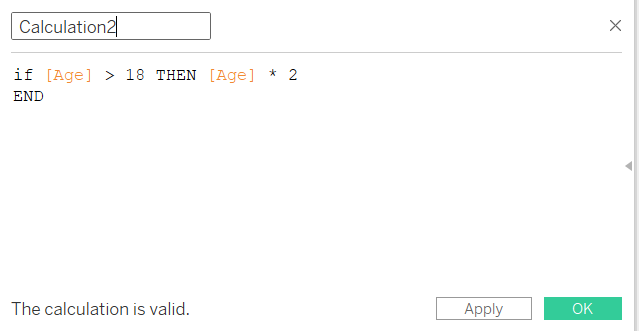 Calculation2
if [Age] > 18 THEN [Age] * 2
END
The calculation is valid.
Apply
OK